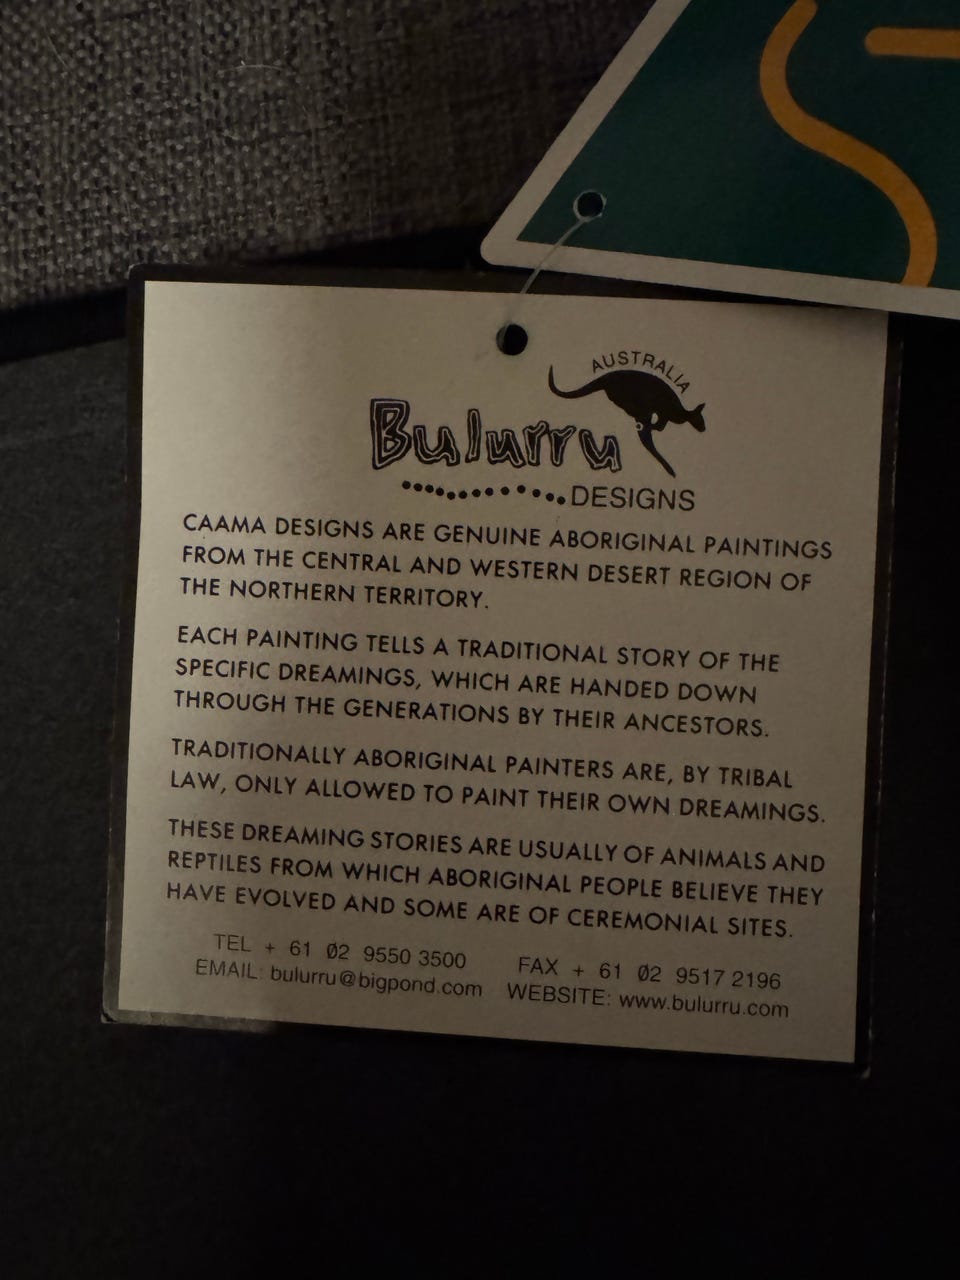 AUSTRALIA
Bulurru
DESIGNS
CAAMA DESIGNS ARE GENUINE ABORIGINAL PAINTINGS
FROM THE CENTRAL AND WESTERN DESERT REGION OF
THE NORTHERN TERRITORY.
EACH PAINTING TELLS A TRADITIONAL STORY OF THE
SPECIFIC DREAMINGS, WHICH ARE HANDED DOWN
THROUGH THE GENERATIONS BY THEIR ANCESTORS.
TRADITIONALLY ABORIGINAL PAINTERS ARE, BY TRIBAL
LAW, ONLY ALLOWED TO PAINT THEIR OWN DREAMINGS.
THESE DREAMING STORIES ARE USUALLY OF ANIMALS AND
REPTILES FROM WHICH ABORIGINAL PEOPLE BELIEVE THEY
HAVE EVOLVED AND SOME ARE OF CEREMONIAL SITES.
TEL + 61 Ø2 9550 3500 FAX + 61 Ø2 9517 2196
EMAIL: bulurru@bigpond.com WEBSITE: www.bulurru.com